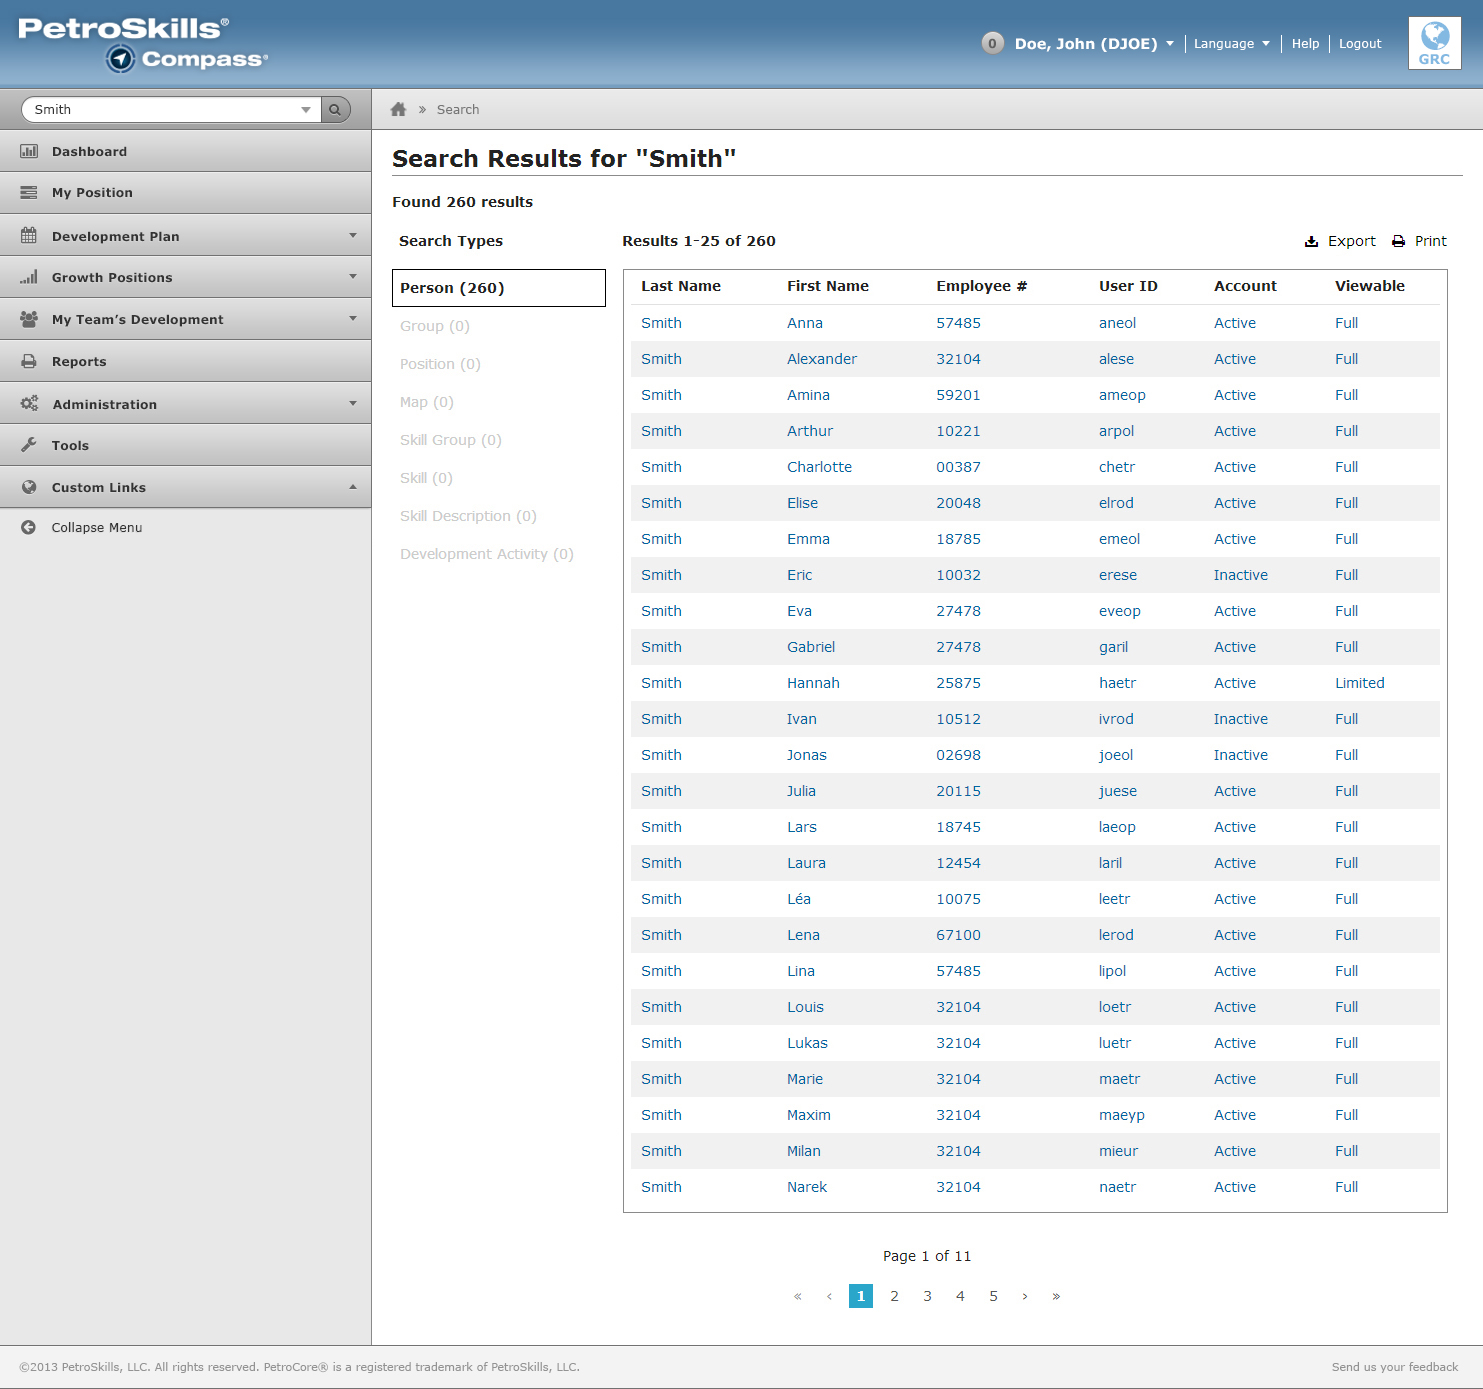 PetroSkills®
Compass®
0 Doe, John (DJOE) Language Help Logout
GRC
Smith
» Search
Dashboard
My Position
Development Plan
Growth Positions
My Team’s Development
Reports
Administration
Tools
Custom Links
Collapse Menu
Search Results for "Smith"
Found 260 results
Search Types
Person (260)
Group (0)
Position (0)
Map (0)
Skill Group (0)
Skill (0)
Skill Description (0)
Development Activity (0)
Results 1-25 of 260 Export Print
Last Name First Name Employee # User ID Account Viewable
Smith Anna 57485 aneol Active Full
Smith Alexander 32104 alese Active Full
Smith Amina 59201 ameop Active Full
Smith Arthur 10221 arpol Active Full
Smith Charlotte 00387 chetr Active Full
Smith Elise 20048 elrod Active Full
Smith Emma 18785 emeol Active Full
Smith Eric 10032 erese Inactive Full
Smith Eva 27478 eveop Active Full
Smith Gabriel 27478 garil Active Full
Smith Hannah 25875 haetr Active Limited
Smith Ivan 10512 ivrod Inactive Full
Smith Jonas 02698 joeol Inactive Full
Smith Julia 20115 juese Active Full
Smith Lars 18745 laeop Active Full
Smith Laura 12454 laril Active Full
Smith Léa 10075 leetr Active Full
Smith Lena 67100 lerod Active Full
Smith Lina 57485 lipol Active Full
Smith Louis 32104 loetr Active Full
Smith Lukas 32104 luetr Active Full
Smith Marie 32104 maetr Active Full
Smith Maxim 32104 maeyp Active Full
Smith Milan 32104 mieur Active Full
Smith Narek 32104 naetr Active Full
Page 1 of 11
« ‹ 1 2 3 4 5 › »
©2013 PetroSkills, LLC. All rights reserved. PetroCore® is a registered trademark of PetroSkills, LLC.
Send us your feedback